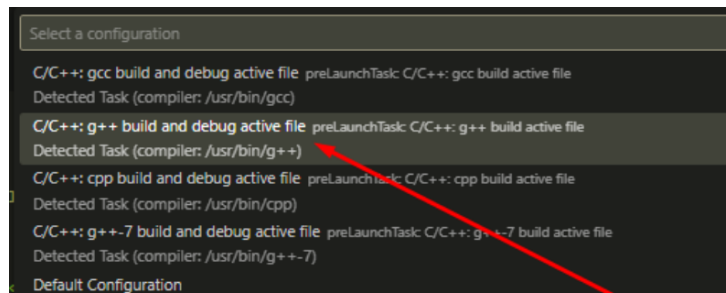 Select a configuration
C/C++: gcc build and debug active file preLaunchTask: C/C++: gcc build active file
Detected Task (compiler: /usr/bin/gcc)
C/C++: g++ build and debug active file preLaunchTask: C/C++: g++ build active file
Detected Task (compiler: /usr/bin/g++)
C/C++: cpp build and debug active file preLaunchTask: C/C++: cpp build active file
Detected Task (compiler: /usr/bin/cpp)
C/C++: g++-7 build and debug active file preLaunchTask: C/C++: g++-7 build active file
Detected Task (compiler: /usr/bin/g++-7)
Default Configuration